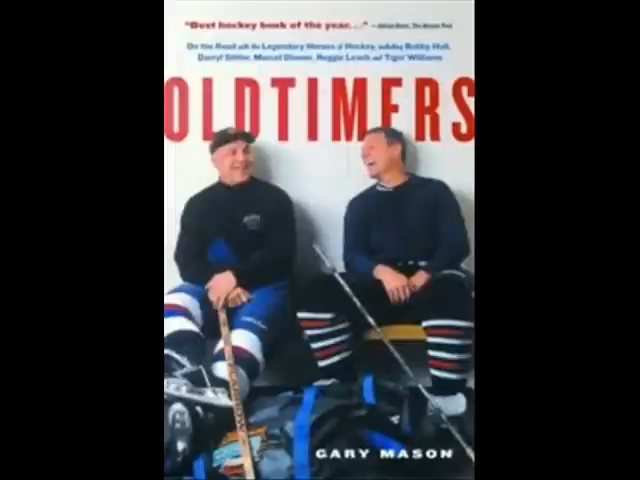 "Best hockey book of the year..."
On the Road with the Legendary Heroes of Hockey, including Bobby Hull,
Darryl Sittler, Marcel Dionne, Reggie Leach and Tiger Williams
OLDTIMERS
GARY MASON